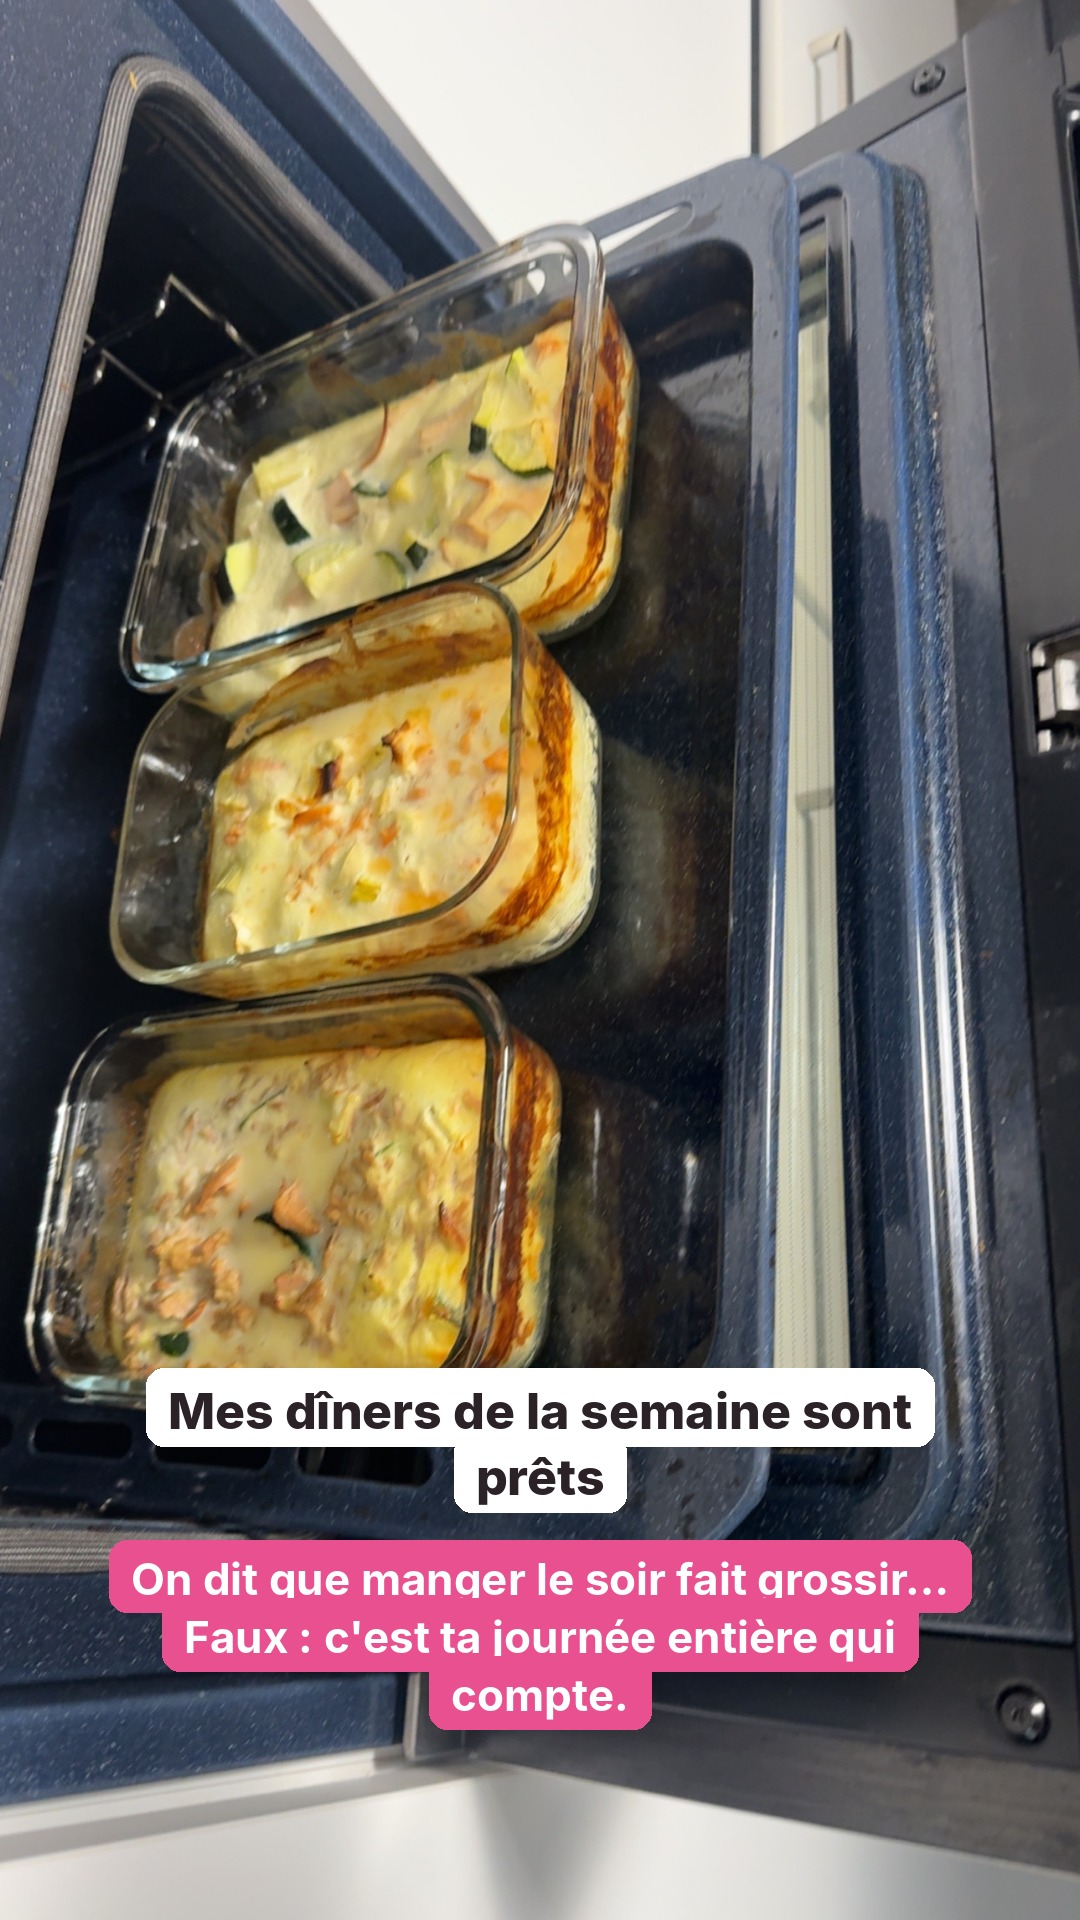 Mes dîners de la semaine sont
prêts
On dit que manger le soir fait grossir...
Faux : c'est ta journée entière qui
compte.